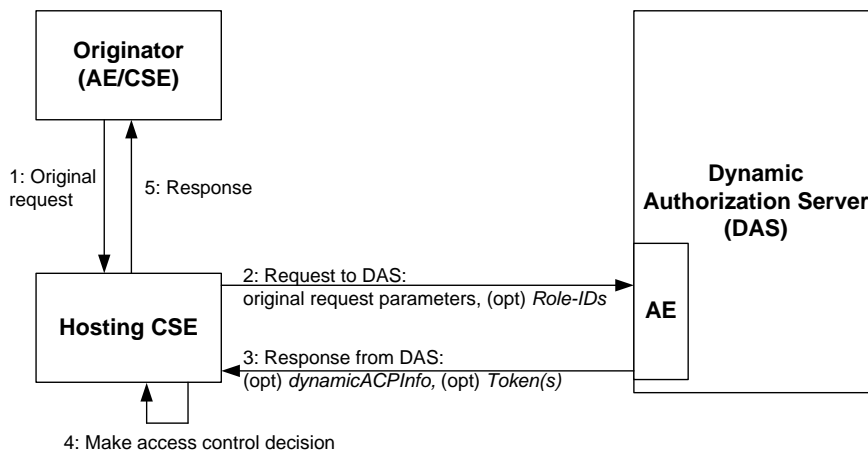 Originator
(AE/CSE)
1: Original
request
5: Response
Dynamic
Authorization Server
(DAS)
2: Request to DAS:
original request parameters, (opt) Role-IDs
Hosting CSE
AE
3: Response from DAS:
(opt) dynamicACPInfo, (opt) Token(s)
4: Make access control decision